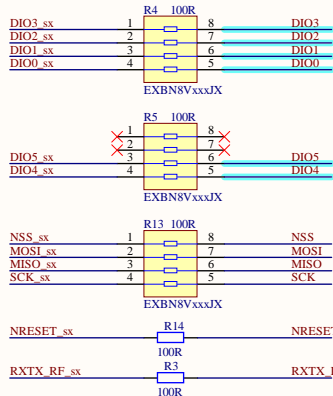 R4 100R
DIO3_sx 1 8 DIO3
DIO2_sx 2 7 DIO2
DIO1_sx 3 6 DIO1
DIO0_sx 4 5 DIO0
EXBN8VxxxJX
R5 100R
1 8
2 7
DIO5_sx 3 6 DIO5
DIO4_sx 4 5 DIO4
EXBN8VxxxJX
R13 100R
NSS_sx 1 8 NSS
MOSI_sx 2 7 MOSI
MISO_sx 3 6 MISO
SCK_sx 4 5 SCK
EXBN8VxxxJX
NRESET_sx R14 NRESET
100R
RXTX_RF_sx R3 RXTX_
100R